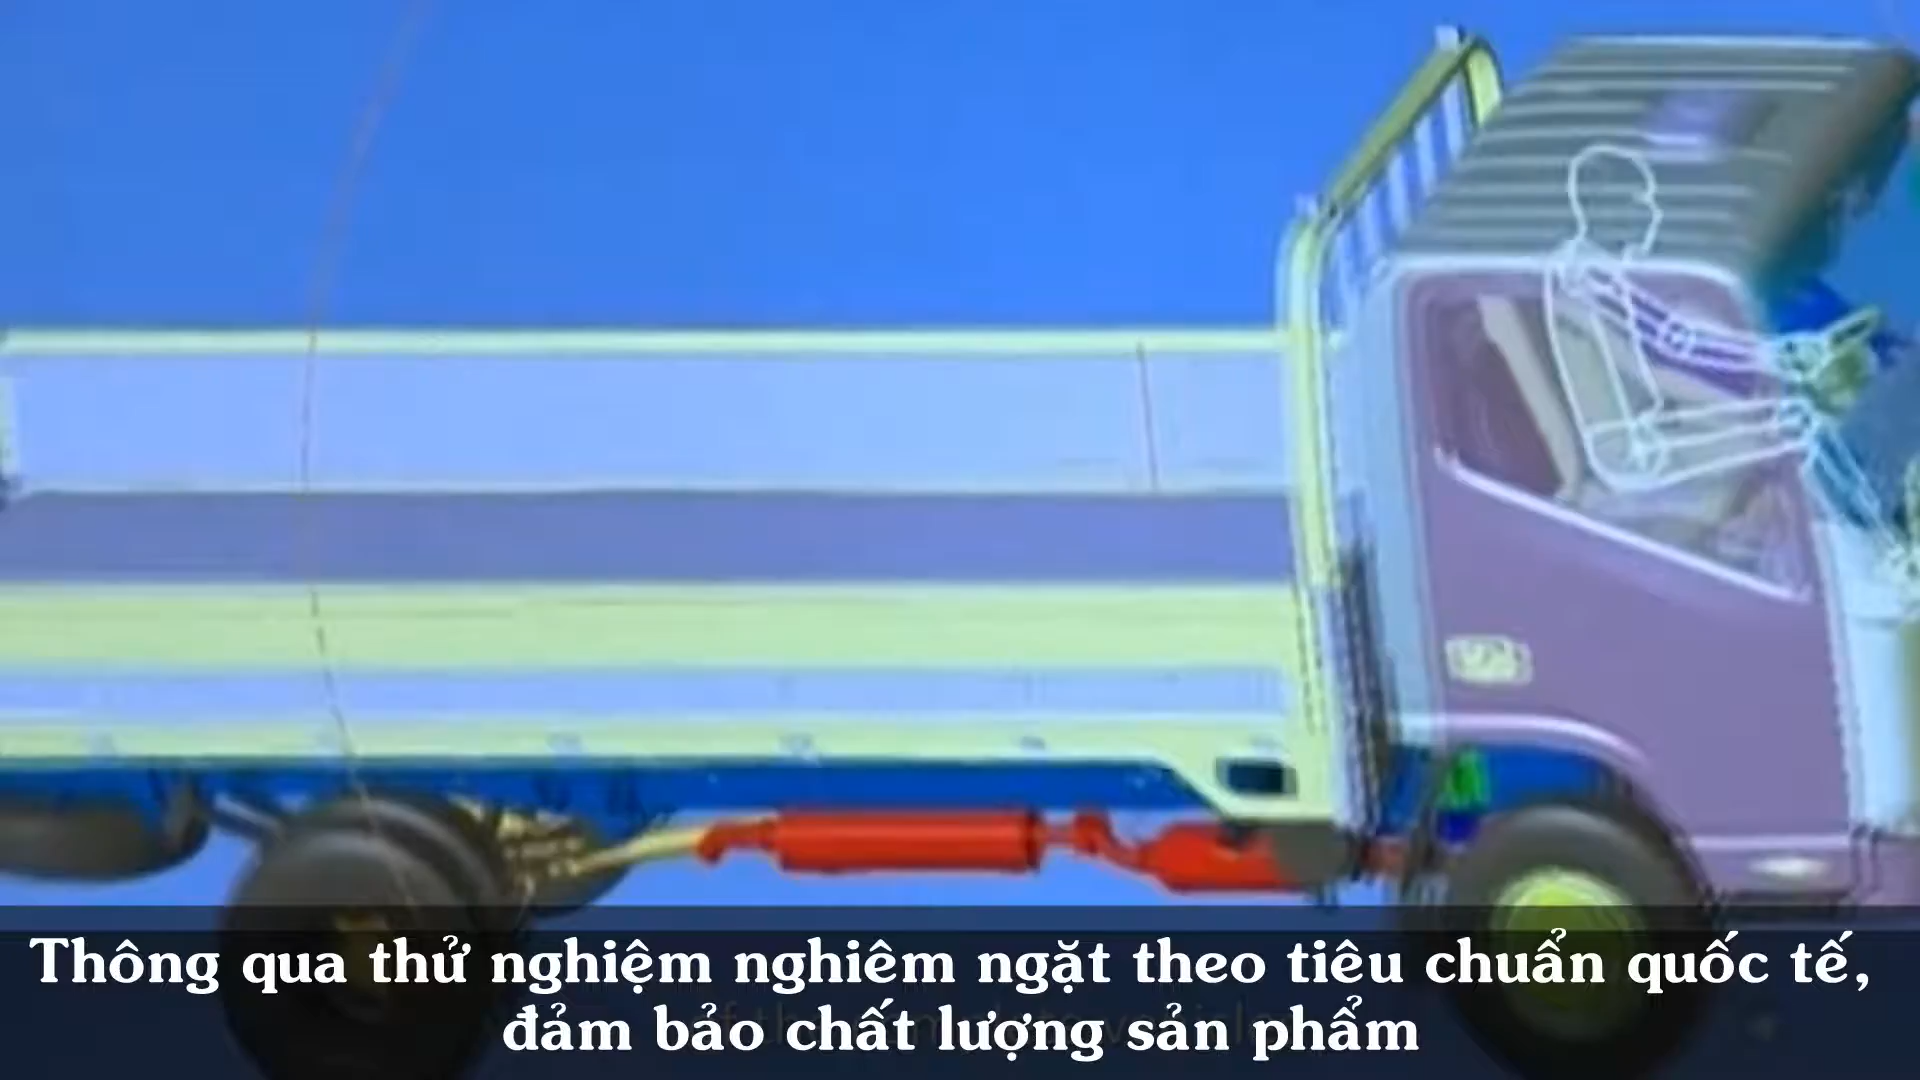 Thông qua thử nghiệm nghiêm ngặt theo tiêu chuẩn quốc tế,
đảm bảo chất lượng sản phẩm